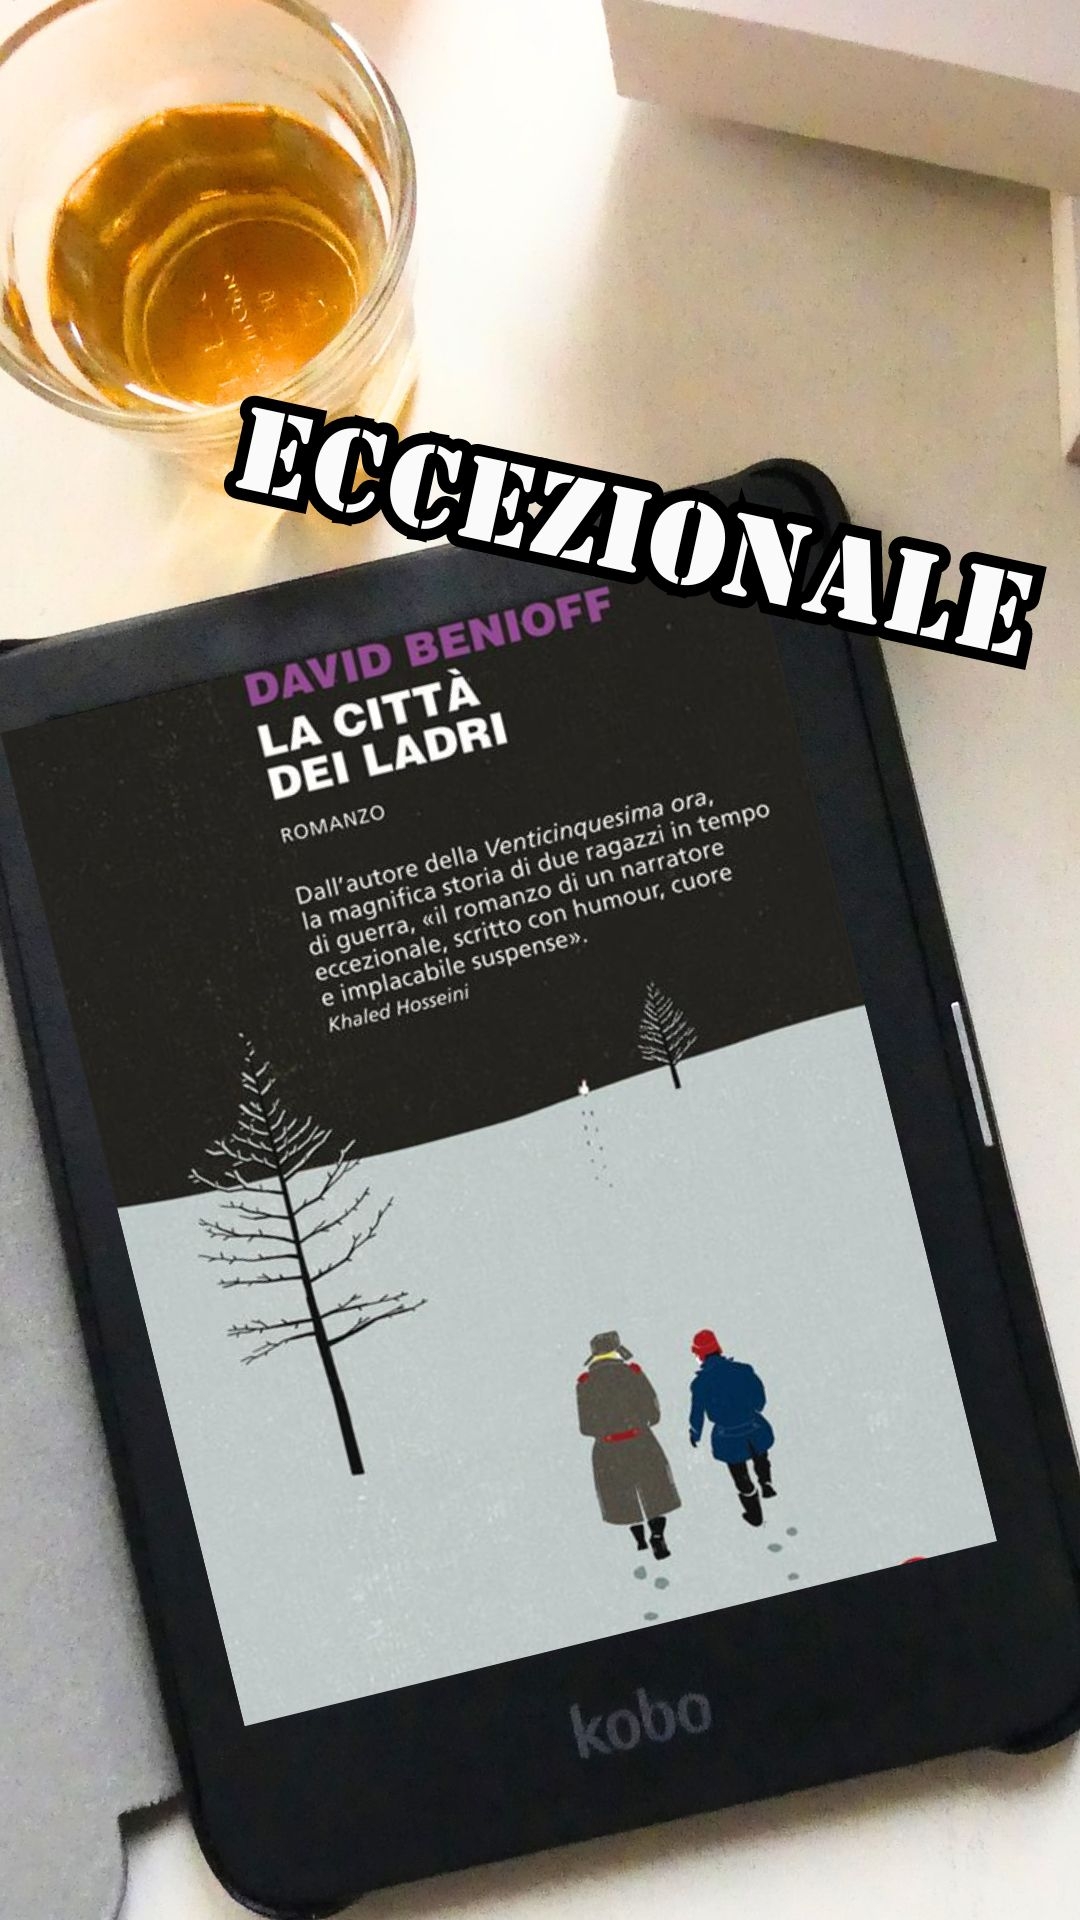 ECCEZIONALE
DAVID BENIOFF
LA CITTÀ
DEI LADRI
ROMANZO
Dall'autore della Venticinquesima ora,
la magnifica storia di due ragazzi in tempo
di guerra, «il romanzo di un narratore
eccezionale, scritto con humour, cuore
e implacabile suspense».
Khaled Hosseini
kobo